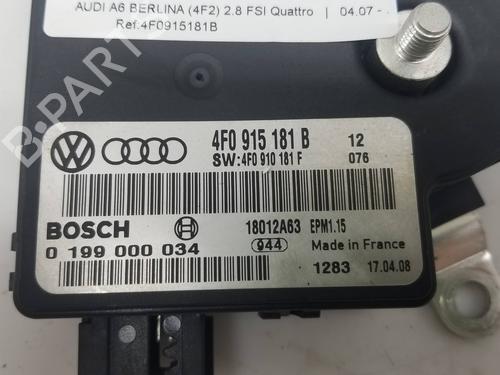 AUDI A6 BERLINA (4F2) 2.8 FSI Quattro | 04.07 -
Ref.4F0915181B
B-PARTS
4F0 915 181 B 12
SW:4F0 910 181 F 076
BOSCH 18012A63 EPM1.15
0 199 000 034 944 Made in France
1283 17.04.08